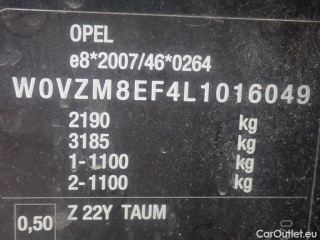 OPEL
e8*2007/46*0264
W0VZM8EF4L1016049
2190 kg
3185 kg
1-1100 kg
2-1100 kg
0,50 Z 22Y TAUM
CarOutlet.eu